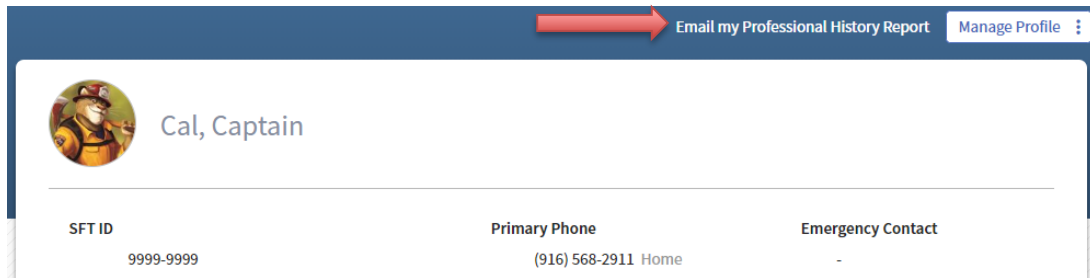 Email my Professional History Report Manage Profile
Cal, Captain
SFT ID Primary Phone Emergency Contact
9999-9999 (916) 568-2911 Home -